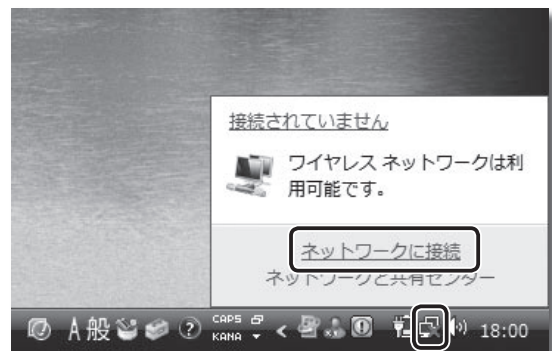 接続されていません
ワイヤレス ネットワークは利
用可能です。
ネットワークに接続
ネットワークと共有センター
A 般 CAPS KANA 18:00